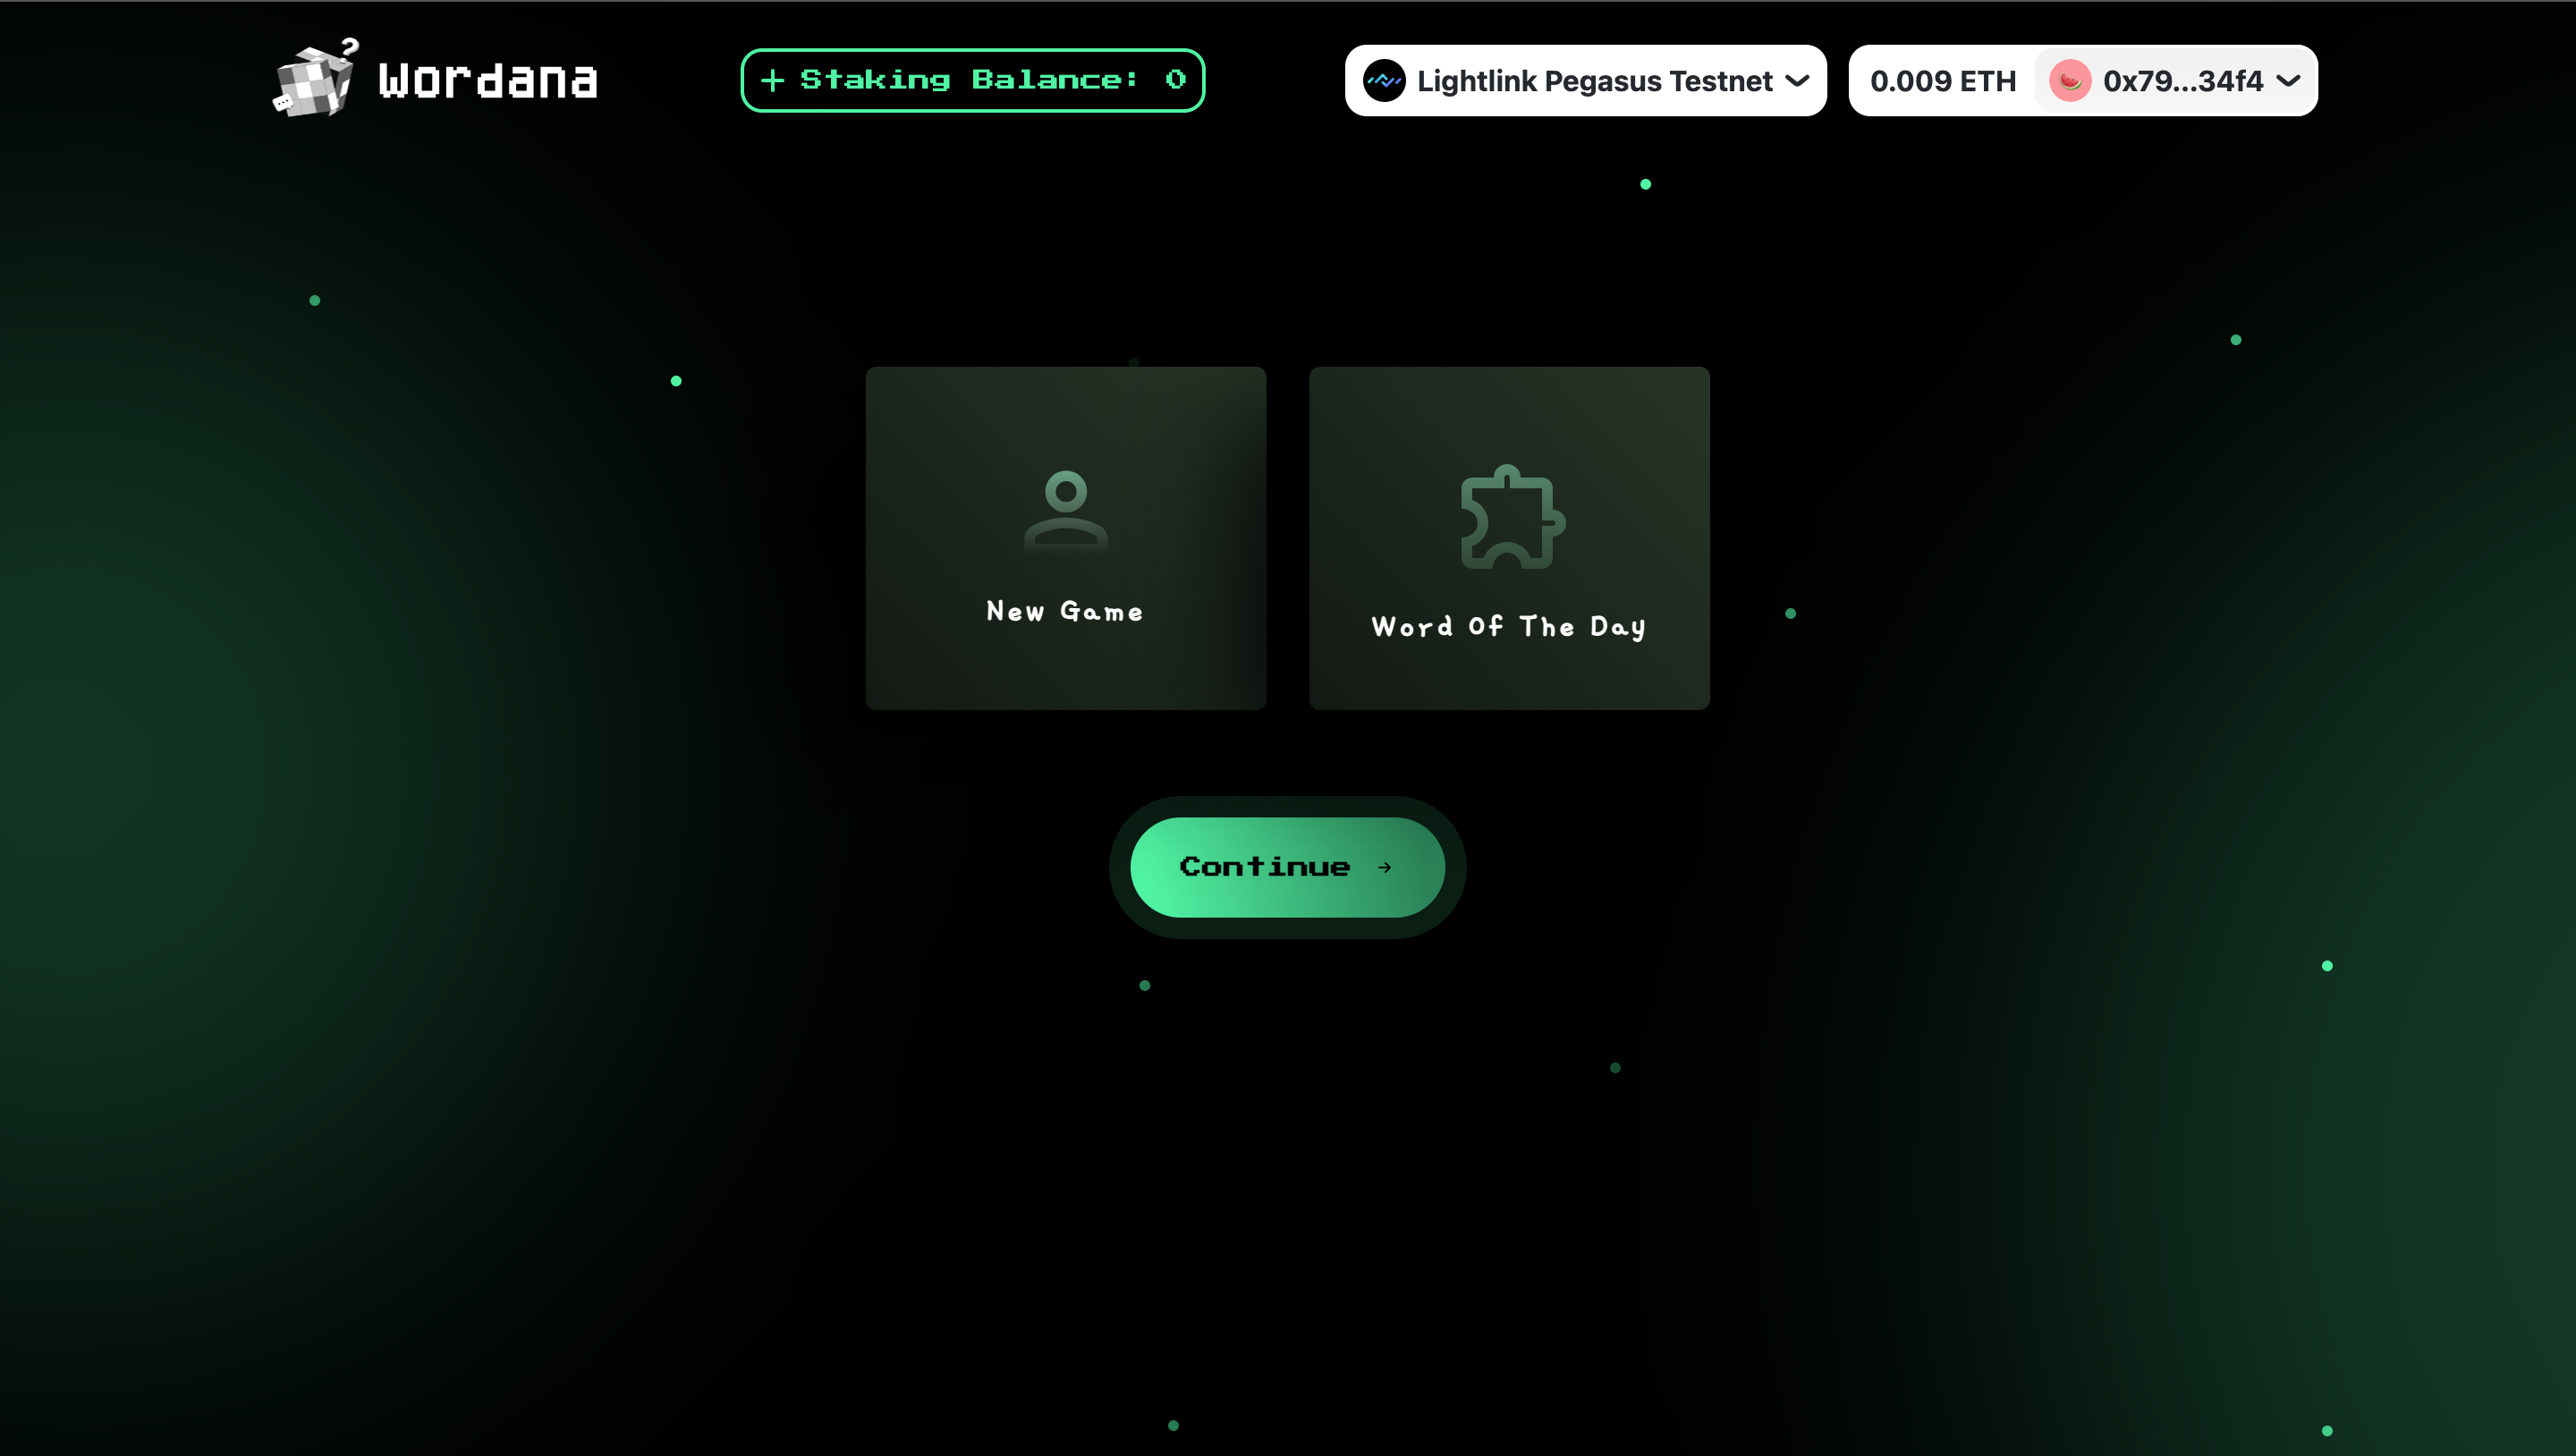 Wordana
+ Staking Balance: 0
Lightlink Pegasus Testnet
0.009 ETH
0x79...34f4
New Game
Word Of The Day
Continue →